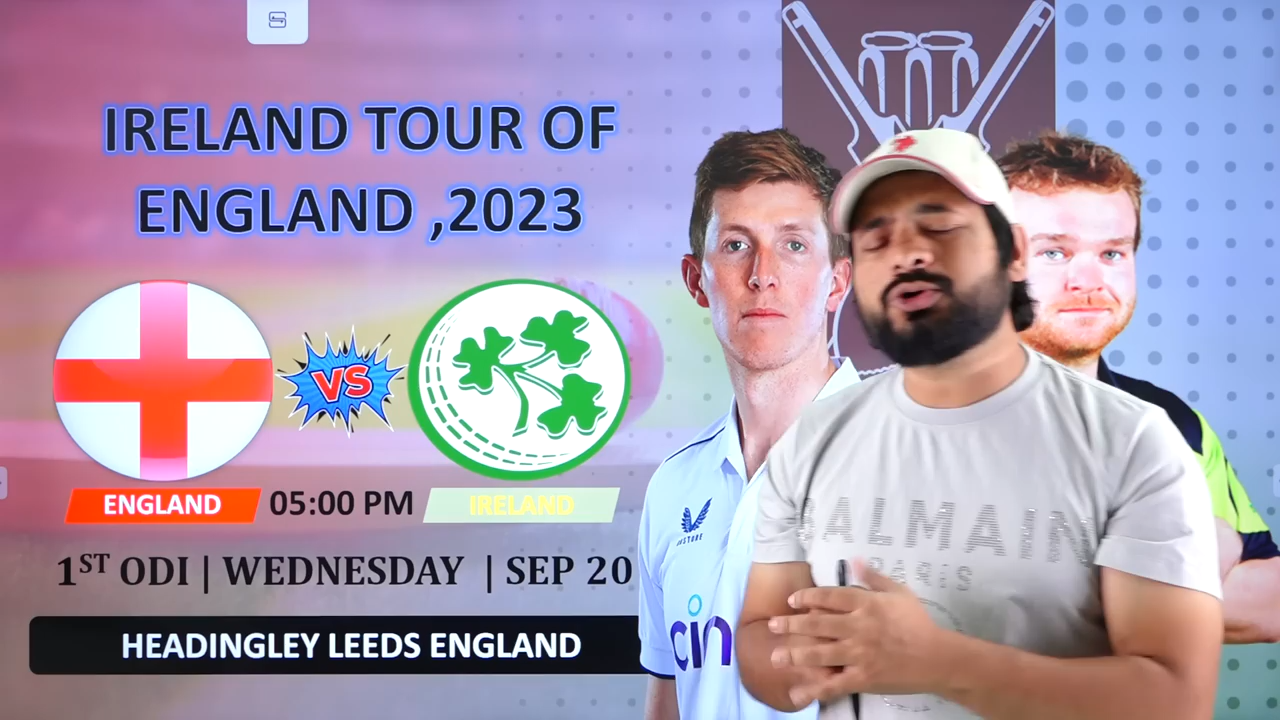 IRELAND TOUR OF
ENGLAND ,2023
VS
ENGLAND 05:00 PM IRELAND
1ST ODI | WEDNESDAY | SEP 20
HEADINGLEY LEEDS ENGLAND
BALMAIN
PARIS
cin